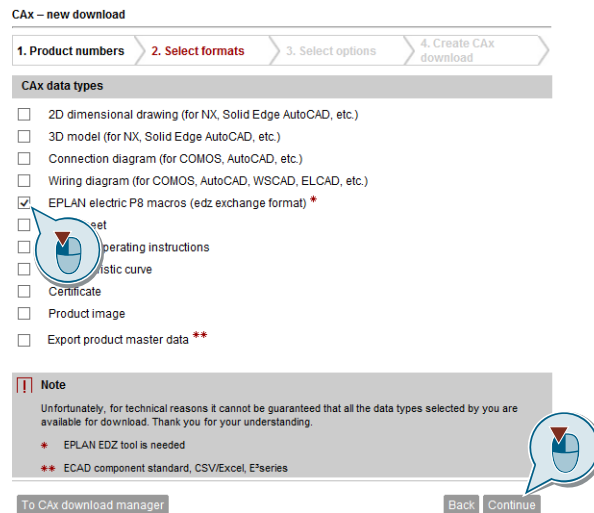 CAx – new download
1. Product numbers
2. Select formats
3. Select options
4. Create CAx
download
CAx data types
2D dimensional drawing (for NX, Solid Edge AutoCAD, etc.)
3D model (for NX, Solid Edge AutoCAD, etc.)
Connection diagram (for COMOS, AutoCAD, etc.)
Wiring diagram (for COMOS, AutoCAD, WSCAD, ELCAD, etc.)
EPLAN electric P8 macros (edz exchange format) *
eet
perating instructions
istic curve
Certificate
Product image
Export product master data **
! Note
Unfortunately, for technical reasons it cannot be guaranteed that all the data types selected by you are
available for download. Thank you for your understanding.
* EPLAN EDZ tool is needed
** ECAD component standard, CSV/Excel, E³series
To CAx download manager
Back
Continue